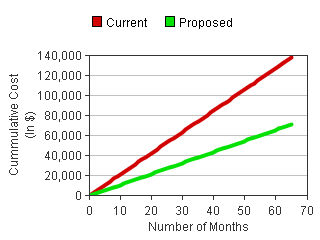 Current Proposed
140,000
120,000
100,000
80,000
60,000
40,000
20,000
0
Cummulative Cost
(In $)
0 10 20 30 40 50 60 70
Number of Months